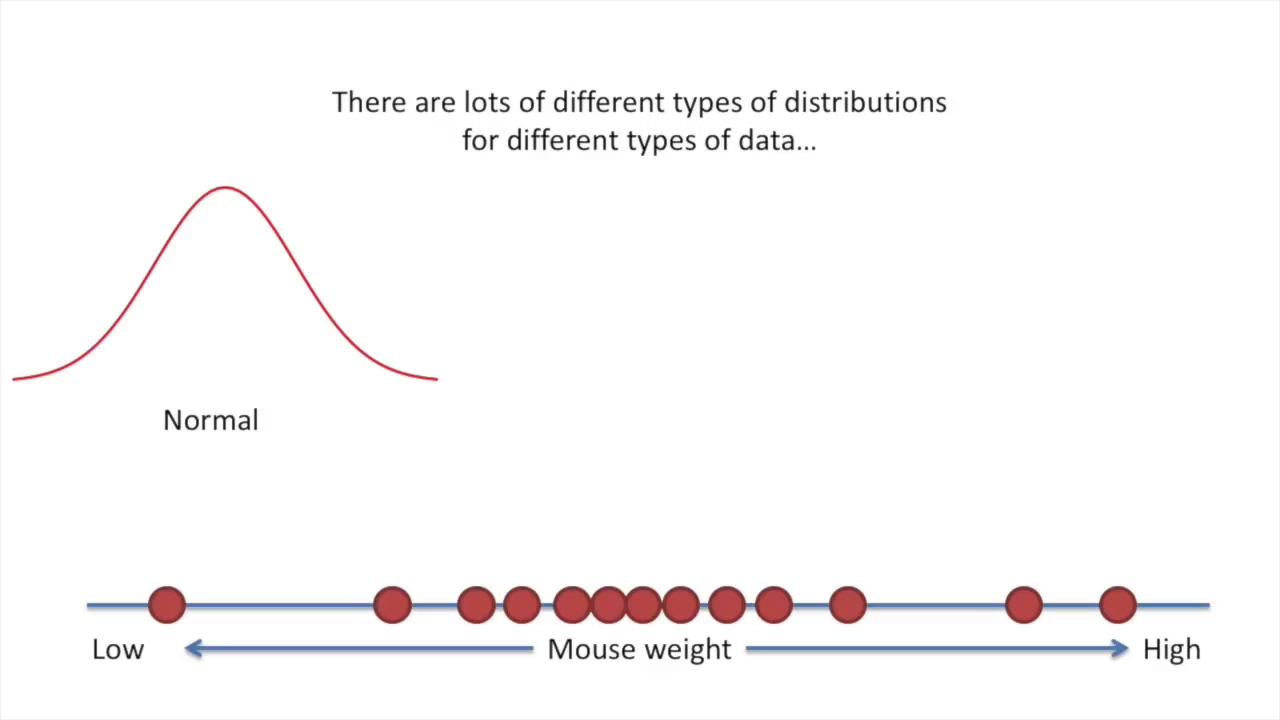 There are lots of different types of distributions
for different types of data...
Normal
Low
Mouse weight
High